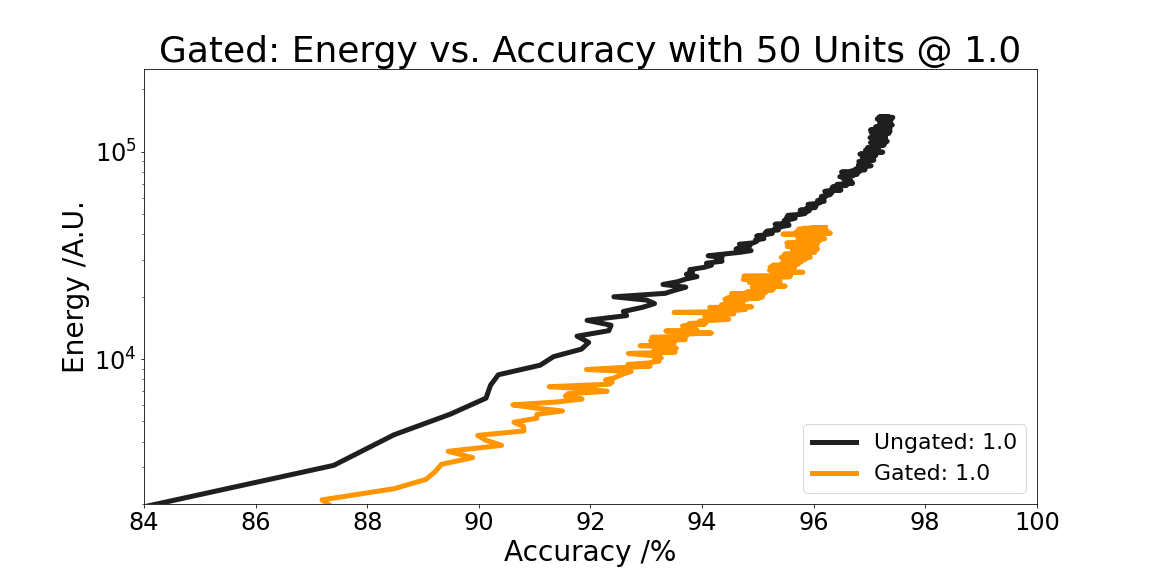 Gated: Energy vs. Accuracy with 50 Units @ 1.0
Energy /A.U.
10^5
10^4
Ungated: 1.0
Gated: 1.0
84 86 88 90 92 94 96 98 100
Accuracy /%